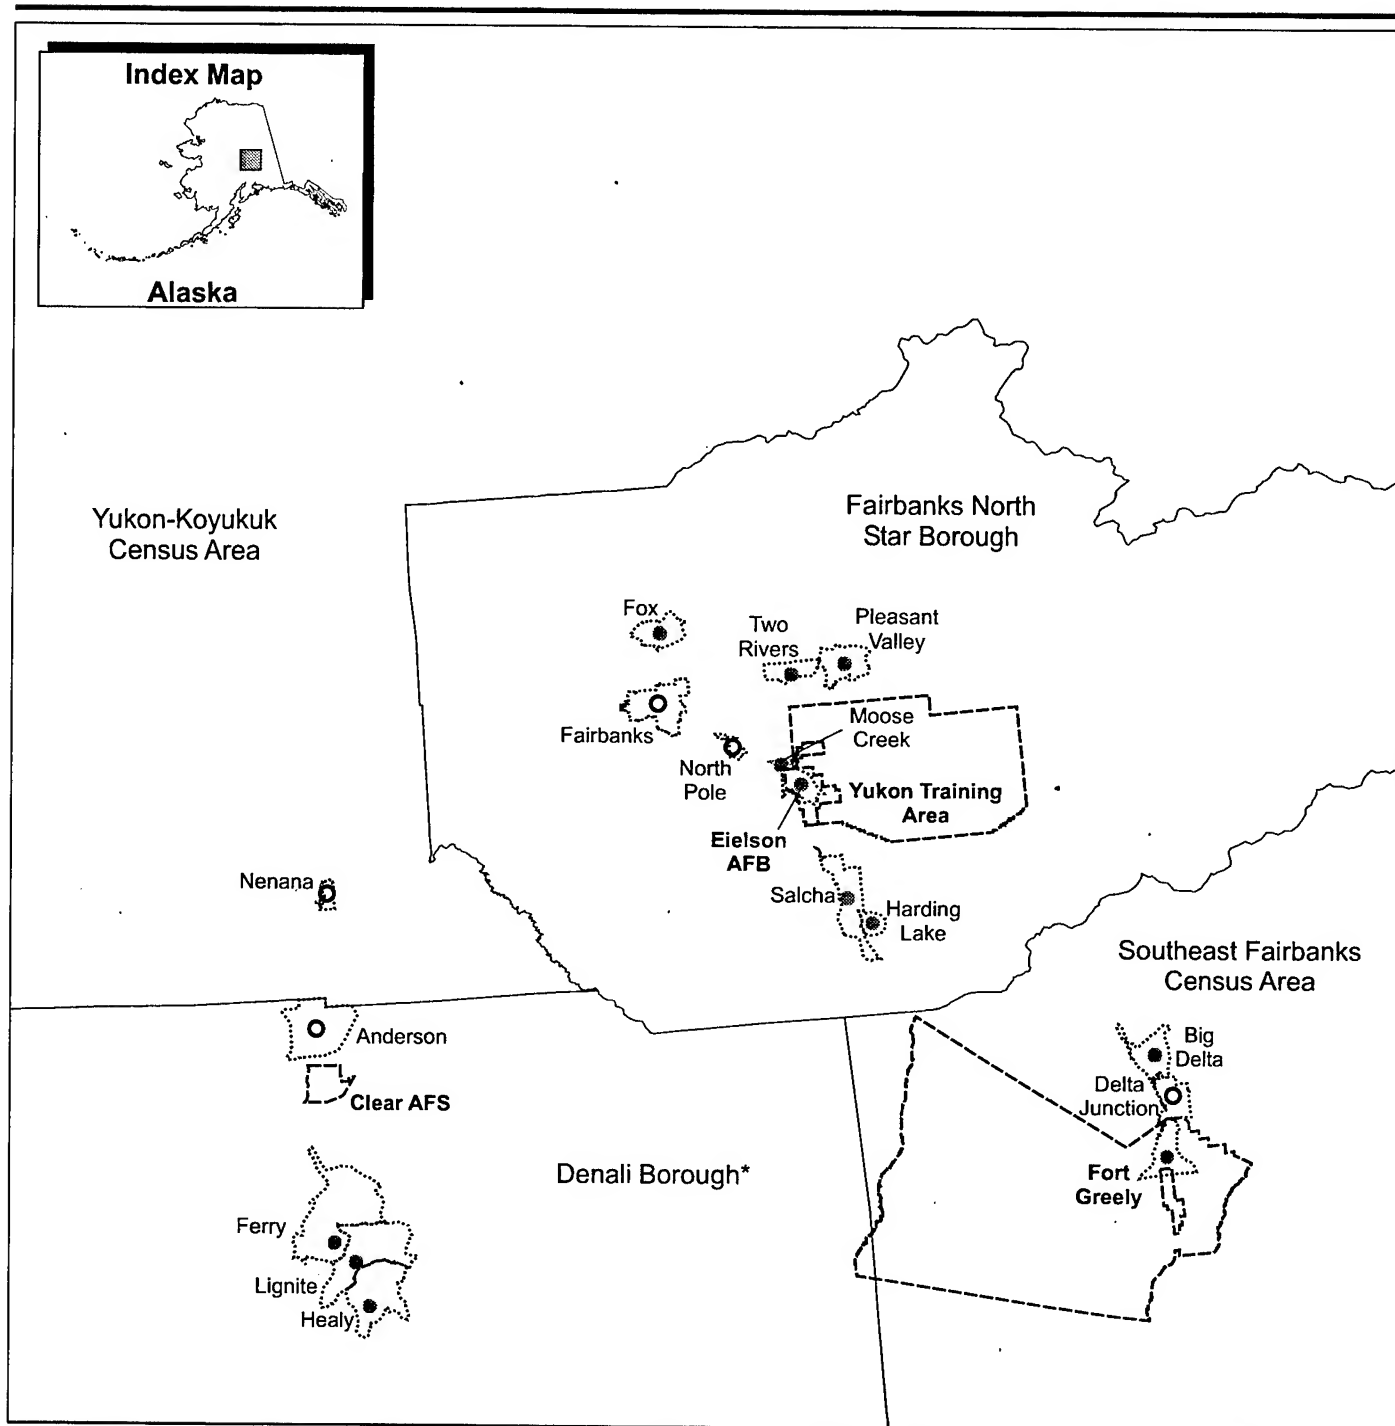 Index Map
Alaska
Yukon-Koyukuk
Census Area
Fairbanks North
Star Borough
Fox
Two
Rivers
Pleasant
Valley
Fairbanks
North
Pole
Moose
Creek
Yukon Training
Area
Eielson
AFB
Nenana
Salcha
Harding
Lake
Southeast Fairbanks
Census Area
Anderson
Clear AFS
Big
Delta
Delta
Junction
Denali Borough*
Fort
Greely
Ferry
Lignite
Healy